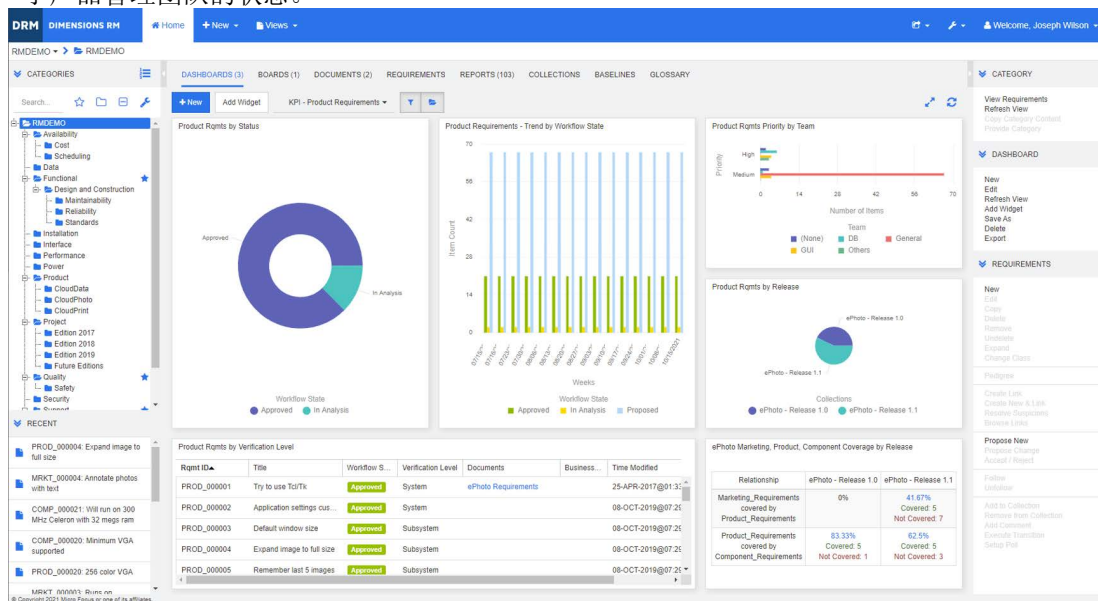 DRM DIMENSIONS RM Home +New Views Welcome, Joseph Wilson
RMDEMO > RMDEMO
CATEGORIES
DASHBOARDS (3) BOARDS (1) DOCUMENTS (2) REQUIREMENTS REPORTS (103) COLLECTIONS BASELINES GLOSSARY
CATEGORY
Search...
+ New Add Widget KPI - Product Requirements
View Requirements
Refresh View
Copy Category Content
Provide Category
DASHBOARD
New
Edit
Refresh View
Add Widget
Save As
Delete
Export
REQUIREMENTS
New
Edit
Copy
Delete
Remove
Undelete
Expand
Change Class
Pedigree
Create Link
Create New & Link
Resolve Suspicions
Browse Links
Propose New
Propose Change
Accept / Reject
Follow
Unfollow
Add to Collection
Remove from Collection
Add Comment
Execute Transition
Setup Poll
RMDEMO
Availability
Cost
Scheduling
Data
Functional
Design and Construction
Maintainability
Reliability
Standards
Installation
Interface
Performance
Power
Product
CloudData
CloudPhoto
CloudPrint
Project
Edition 2017
Edition 2018
Edition 2019
Future Editions
Quality
Safety
Security
Support
RECENT
PROD_000004: Expand image to
full size
MRKT_000004: Annotate photos
with text
COMP_000021: Will run on 300
MHz Celeron with 32 megs ram
COMP_000020: Minimum VGA
supported
PROD_000020: 256 color VGA
MRKT_000003: Runs on
© Copyright 2021 Micro Focus or one of its affiliates
Product Rqmts by Status
Approved
In Analysis
Workflow State
Approved In Analysis
Product Requirements - Trend by Workflow State
Item Count
70
56
42
28
14
0
10/15/2021
Weeks
Workflow State
Approved In Analysis Proposed
Product Rqmts Priority by Team
Priority
High
Medium
0 14 28 42 56 70
Number of Items
Team
(None) DB General
GUI Others
Product Rqmts by Release
ePhoto - Release 1.0
ePhoto - Release 1.1
Collections
ePhoto - Release 1.0 ePhoto - Release 1.1
Product Rqmts by Verification Level
Rqmt ID Title Workflow S... Verification Level Documents Business... Time Modified
PROD_000001 Try to use Tcl/Tk Approved System ePhoto Requirements 25-APR-2017@01:33
PROD_000002 Application settings cus... Approved System 08-OCT-2019@07:29
PROD_000003 Default window size Approved Subsystem 08-OCT-2019@07:29
PROD_000004 Expand image to full size Approved Subsystem 08-OCT-2019@07:29
PROD_000005 Remember last 5 images Approved Subsystem 08-OCT-2019@07:29
ePhoto Marketing, Product, Component Coverage by Release
Relationship ePhoto - Release 1.0 ePhoto - Release 1.1
Marketing_Requirements
covered by
Product_Requirements
0%
41.67%
Covered: 5
Not Covered: 7
Product_Requirements
covered by
Component_Requirements
83.33%
Covered: 5
Not Covered: 1
62.5%
Covered: 5
Not Covered: 3